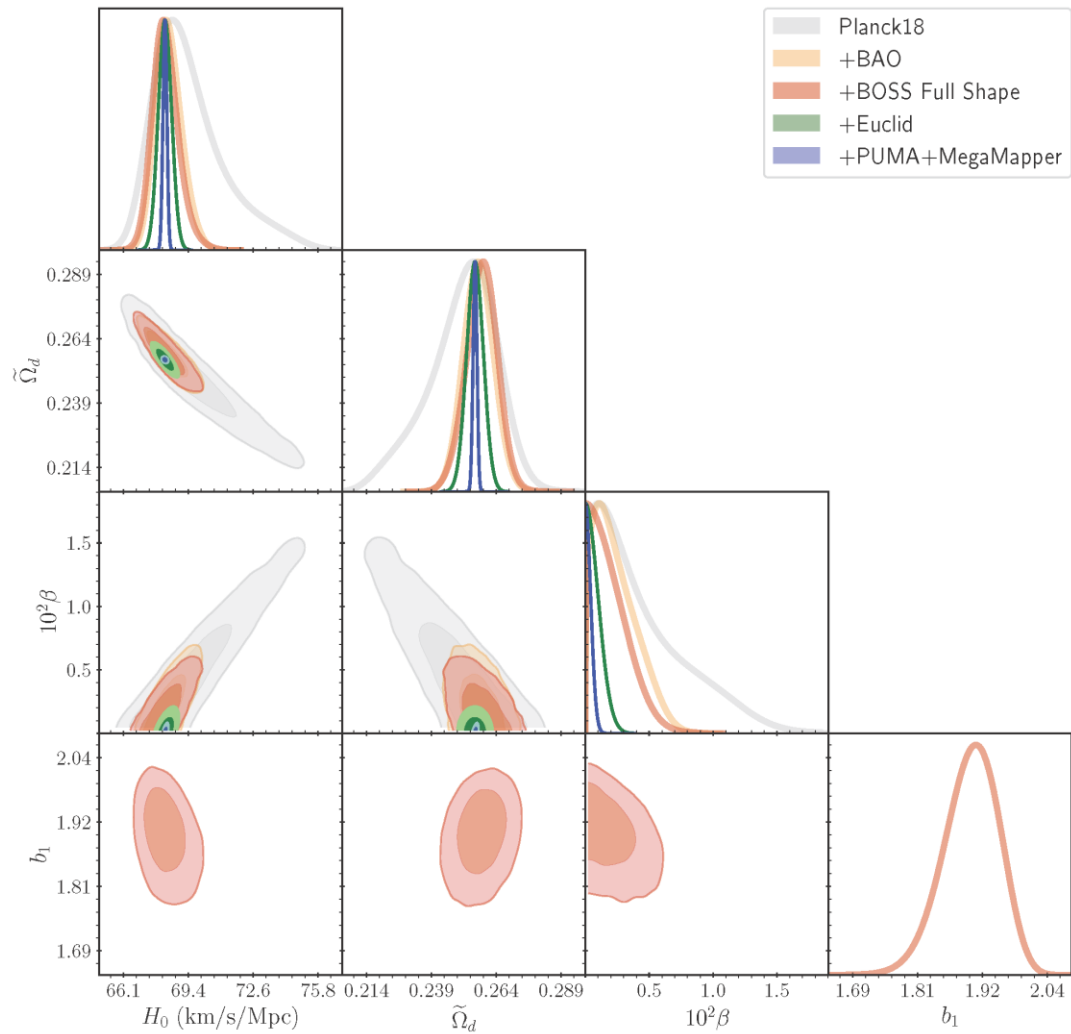 Planck18
+BAO
+BOSS Full Shape
+Euclid
+PUMA+MegaMapper
0.289
0.264
0.239
0.214
Ω̃_d
1.5
1.0
0.5
10²β
2.04
1.92
1.81
1.69
b₁
66.1 69.4 72.6 75.8
H₀ (km/s/Mpc)
0.214 0.239 0.264 0.289
Ω̃_d
0.5 1.0 1.5
10²β
1.69 1.81 1.92 2.04
b₁